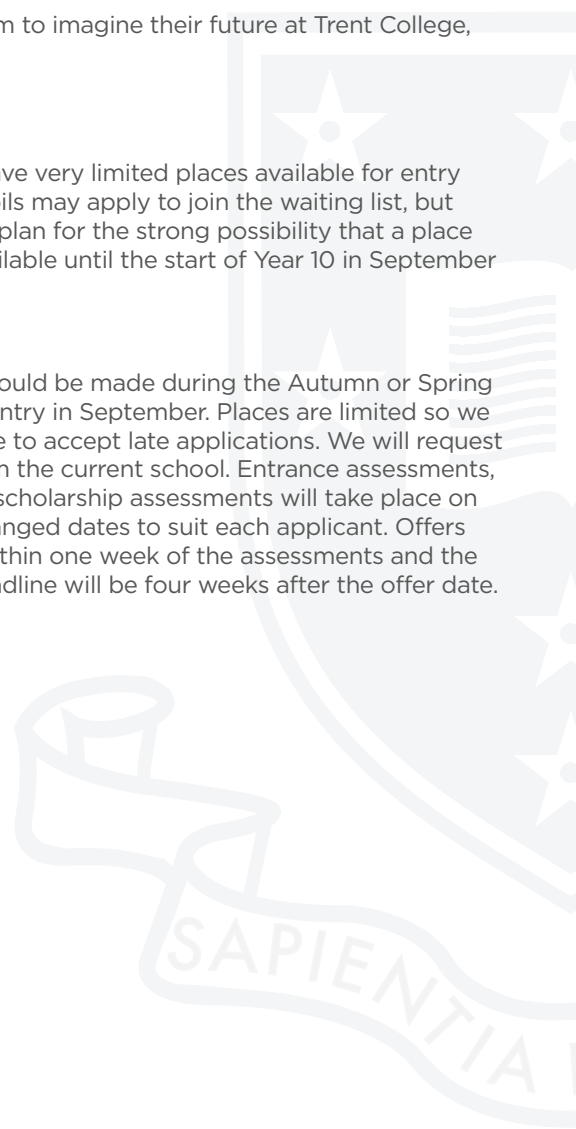 m to imagine their future at Trent College,
ve very limited places available for entry
ils may apply to join the waiting list, but
plan for the strong possibility that a place
ilable until the start of Year 10 in September
ould be made during the Autumn or Spring
ntry in September. Places are limited so we
e to accept late applications. We will request
n the current school. Entrance assessments,
scholarship assessments will take place on
anged dates to suit each applicant. Offers
thin one week of the assessments and the
adline will be four weeks after the offer date.
SAPIENTIA